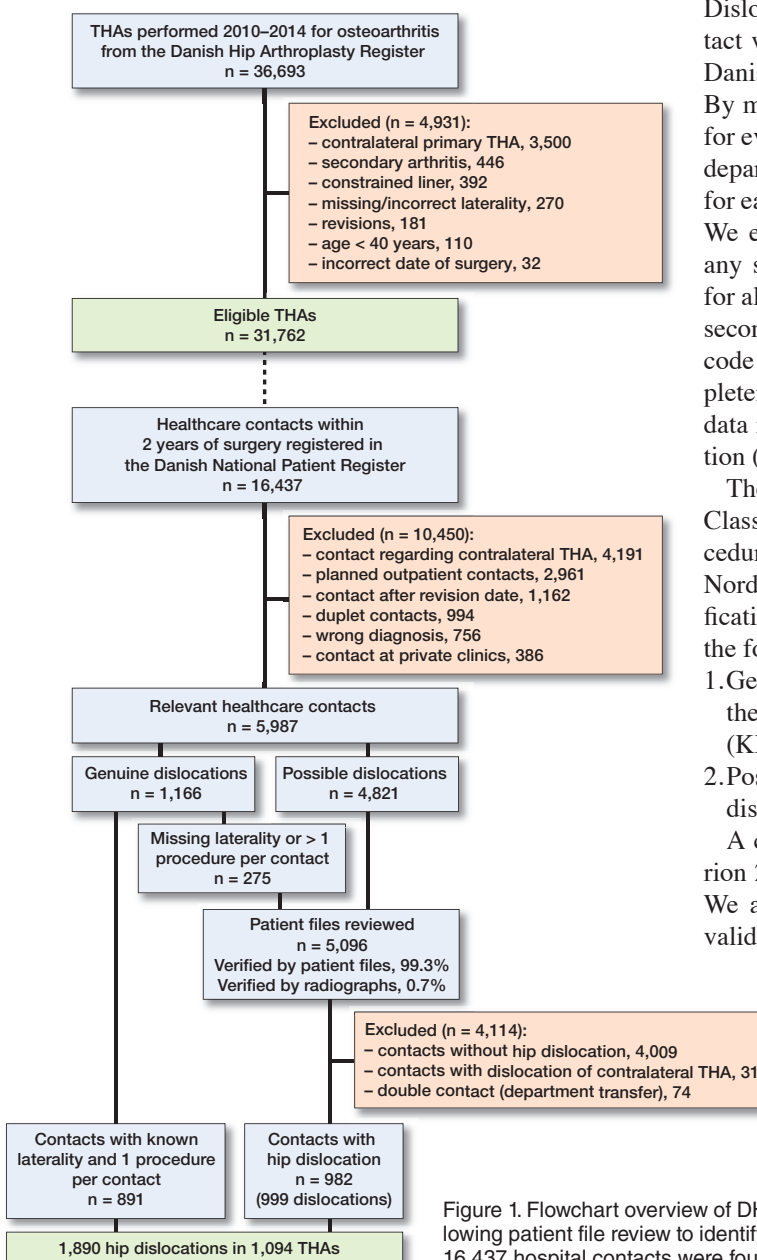 THAs performed 2010–2014 for osteoarthritis
from the Danish Hip Arthroplasty Register
n = 36,693
Excluded (n = 4,931):
– contralateral primary THA, 3,500
– secondary arthritis, 446
– constrained liner, 392
– missing/incorrect laterality, 270
– revisions, 181
– age < 40 years, 110
– incorrect date of surgery, 32
Eligible THAs
n = 31,762
Healthcare contacts within
2 years of surgery registered in
the Danish National Patient Register
n = 16,437
Excluded (n = 10,450):
– contact regarding contralateral THA, 4,191
– planned outpatient contacts, 2,961
– contact after revision date, 1,162
– duplet contacts, 994
– wrong diagnosis, 756
– contact at private clinics, 386
Relevant healthcare contacts
n = 5,987
Genuine dislocations
n = 1,166
Possible dislocations
n = 4,821
Missing laterality or > 1
procedure per contact
n = 275
Patient files reviewed
n = 5,096
Verified by patient files, 99.3%
Verified by radiographs, 0.7%
Excluded (n = 4,114):
– contacts without hip dislocation, 4,009
– contacts with dislocation of contralateral THA, 31
– double contact (department transfer), 74
Contacts with known
laterality and 1 procedure
per contact
n = 891
Contacts with
hip dislocation
n = 982
(999 dislocations)
1,890 hip dislocations in 1,094 THAs
Figure 1. Flowchart overview of DH
lowing patient file review to identif
16,437 hospital contacts were fou
Dislo
tact v
Danis
By m
for ev
depar
for ea
We e
any s
for al
secon
code
pleter
data
tion (
The
Class
cedur
Nord
ficati
the fo
1.Ge
the
(K
2.Pos
dis
A c
rion 2
We a
valid